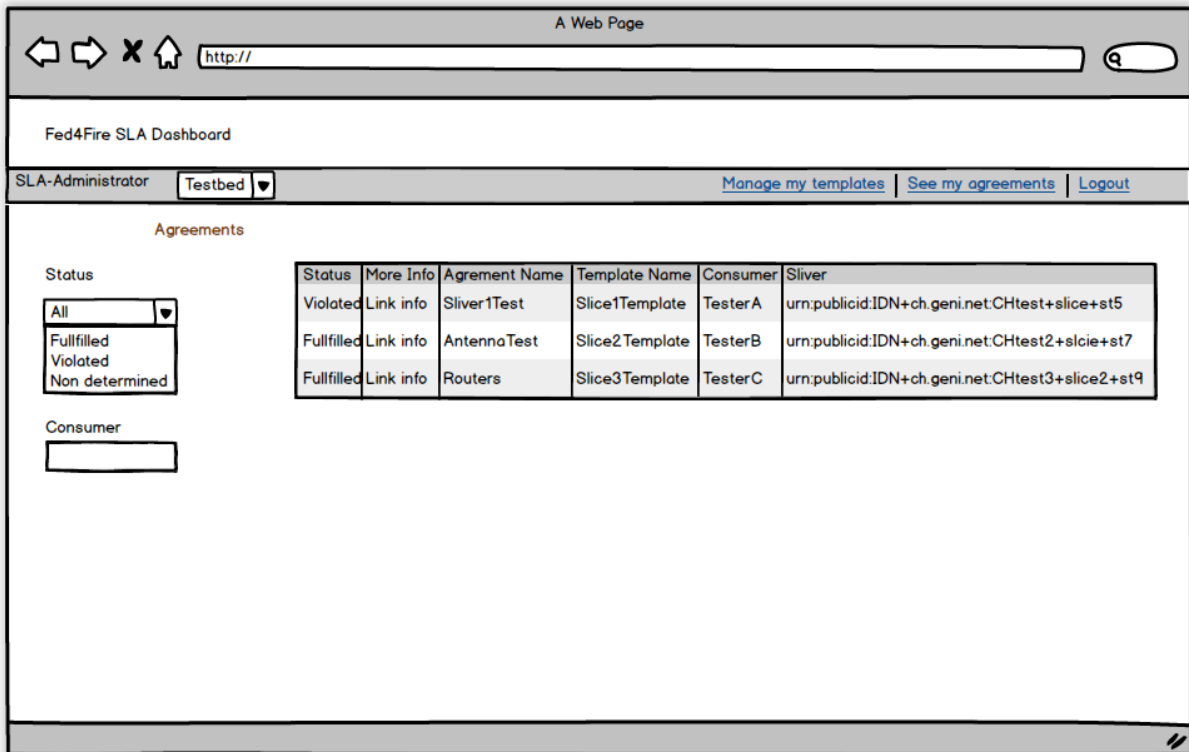 A Web Page
http://
Fed4Fire SLA Dashboard
SLA-Administrator Testbed Manage my templates See my agreements Logout
Agreements
Status
All
Fullfilled
Violated
Non determined
Consumer
Status More Info Agrement Name Template Name Consumer Sliver
Violated Link info Sliver1Test Slice1Template TesterA urn:publicid:IDN+ch.geni.net:CHtest+slice+st5
Fullfilled Link info AntennaTest Slice2Template TesterB urn:publicid:IDN+ch.geni.net:CHtest2+slcie+st7
Fullfilled Link info Routers Slice3Template TesterC urn:publicid:IDN+ch.geni.net:CHtest3+slice2+st9